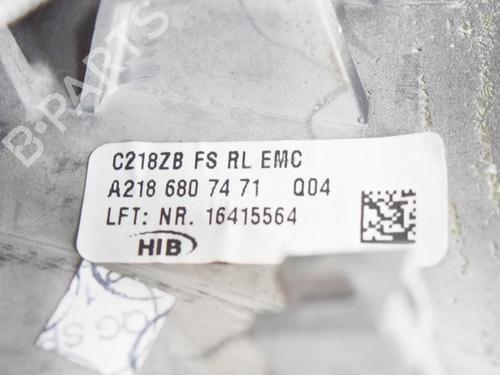 B-PARTS
C218ZB FS RL EMC
A218 680 74 71 Q04
LFT: NR. 16415564
HIB